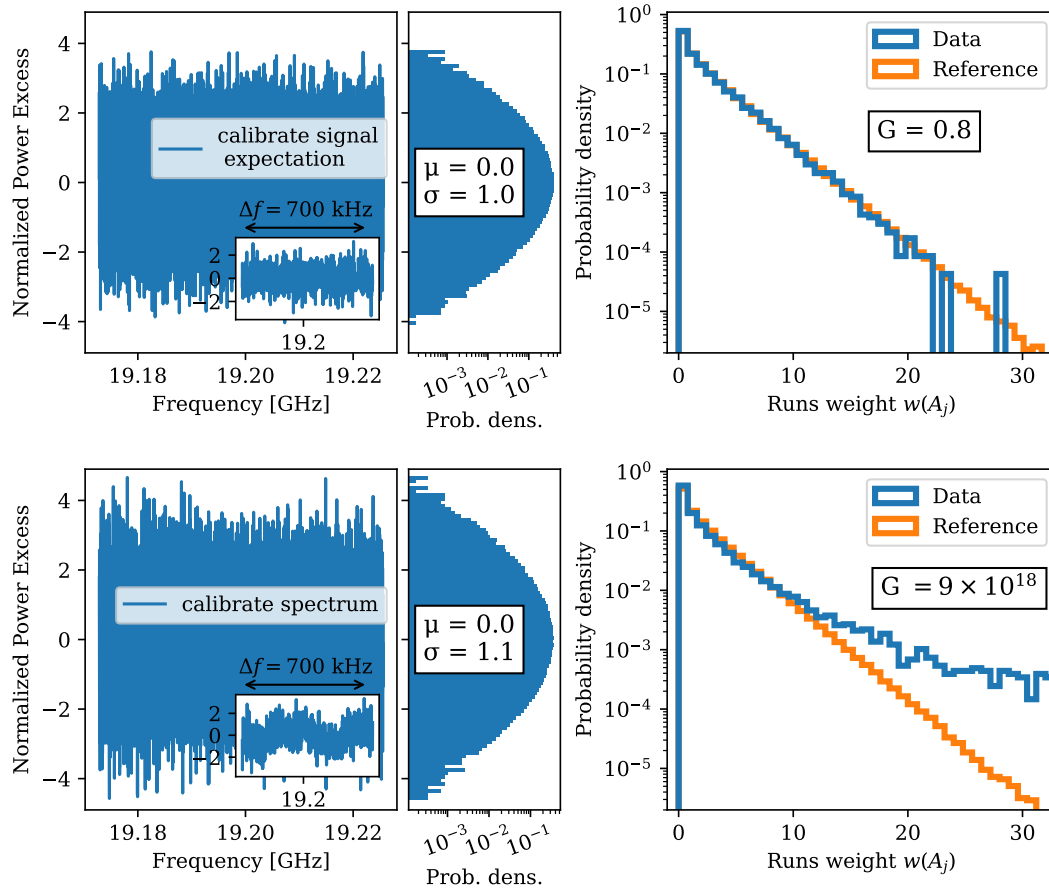 Normalized Power Excess
4
2
0
−2
−4
calibrate signal
expectation
Δf = 700 kHz
2
0
−2
19.2
19.18
19.20
19.22
Frequency [GHz]
μ = 0.0
σ = 1.0
10⁻³
10⁻²
10⁻¹
Prob. dens.
Probability density
10⁰
10⁻¹
10⁻²
10⁻³
10⁻⁴
10⁻⁵
Data
Reference
G = 0.8
0
10
20
30
Runs weight w(Aⱼ)
Normalized Power Excess
4
2
0
−2
−4
calibrate spectrum
Δf = 700 kHz
2
0
−2
19.2
19.18
19.20
19.22
Frequency [GHz]
μ = 0.0
σ = 1.1
10⁻³
10⁻²
10⁻¹
Prob. dens.
Probability density
10⁰
10⁻¹
10⁻²
10⁻³
10⁻⁴
10⁻⁵
Data
Reference
G = 9 × 10¹⁸
0
10
20
30
Runs weight w(Aⱼ)